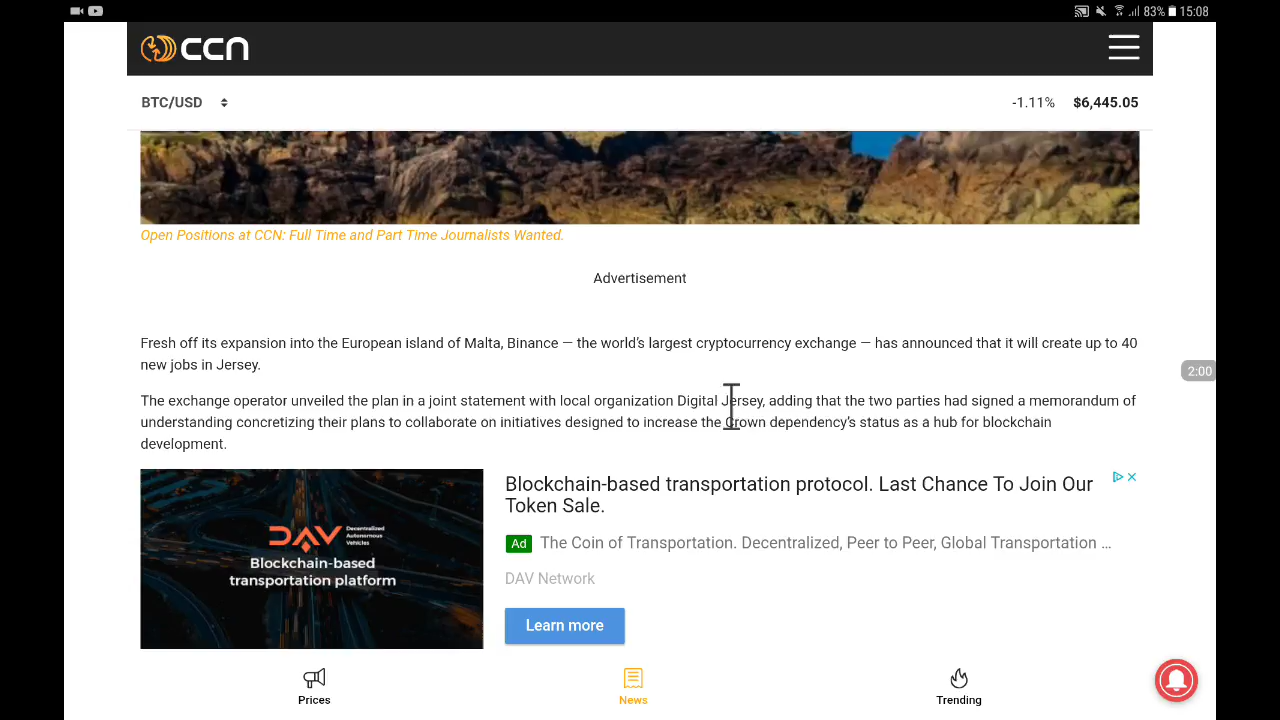 83% 15:08
ccn
BTC/USD -1.11% $6,445.05
Open Positions at CCN: Full Time and Part Time Journalists Wanted.
Advertisement
Fresh off its expansion into the European island of Malta, Binance — the world's largest cryptocurrency exchange — has announced that it will create up to 40
new jobs in Jersey.
2:00
The exchange operator unveiled the plan in a joint statement with local organization Digital Jersey, adding that the two parties had signed a memorandum of
understanding concretizing their plans to collaborate on initiatives designed to increase the Crown dependency's status as a hub for blockchain
development.
DAV Decentralized
Autonomous
Vehicles
Blockchain-based
transportation platform
Blockchain-based transportation protocol. Last Chance To Join Our
Token Sale.
Ad The Coin of Transportation. Decentralized, Peer to Peer, Global Transportation ...
DAV Network
Learn more
Prices
News
Trending